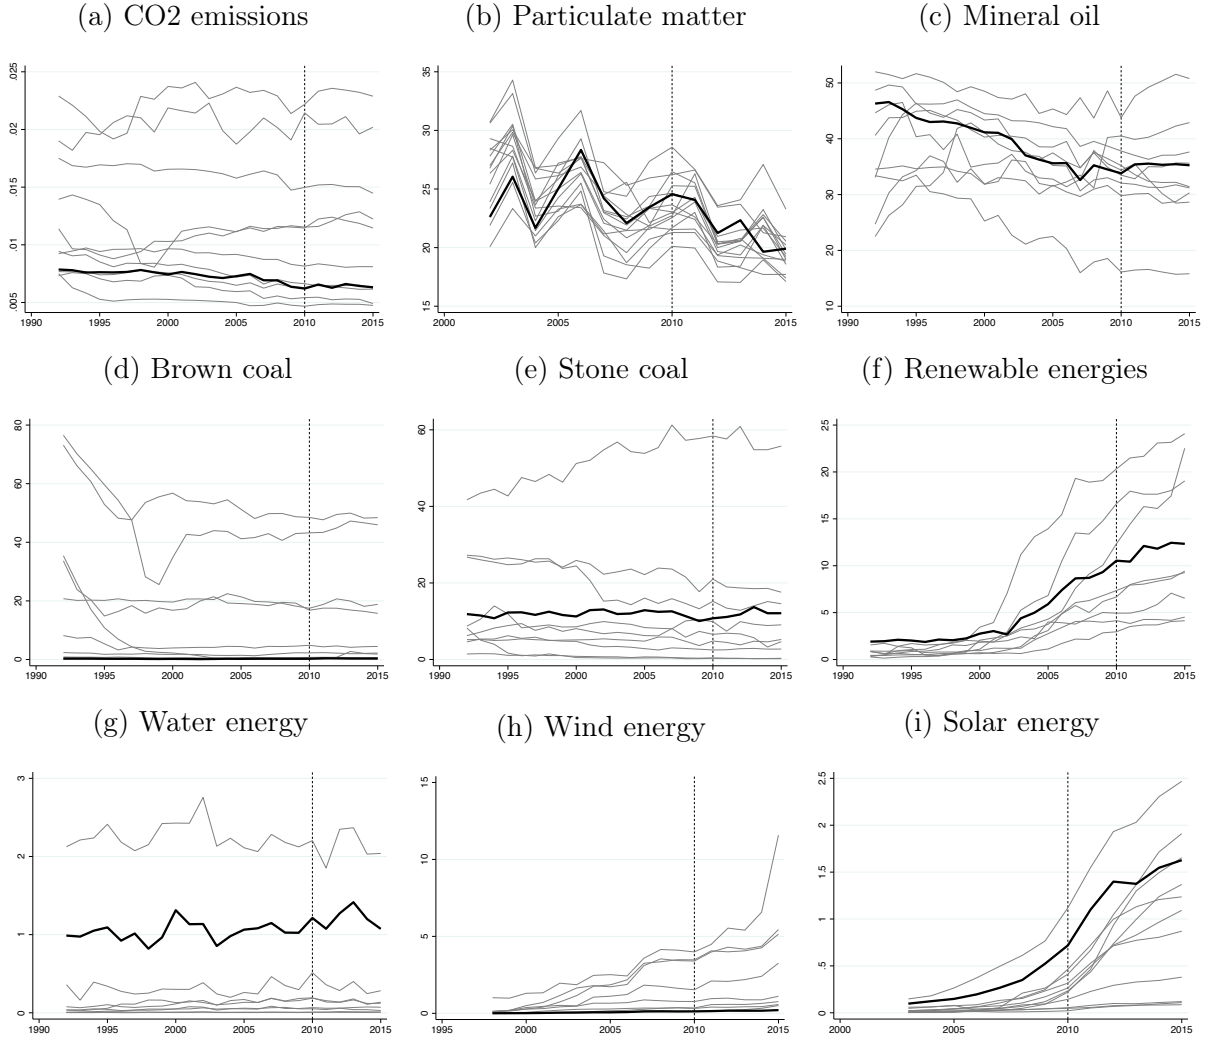 (a) CO2 emissions
(b) Particulate matter
(c) Mineral oil
.025
.02
.015
.01
.005
1990 1995 2000 2005 2010 2015
35
30
25
20
15
2000 2005 2010 2015
50
40
30
20
10
1990 1995 2000 2005 2010 2015
(d) Brown coal
(e) Stone coal
(f) Renewable energies
80
60
40
20
0
1990 1995 2000 2005 2010 2015
60
40
20
0
1990 1995 2000 2005 2010 2015
25
20
15
10
5
0
1990 1995 2000 2005 2010 2015
(g) Water energy
(h) Wind energy
(i) Solar energy
3
2
1
0
1990 1995 2000 2005 2010 2015
15
10
5
0
1995 2000 2005 2010 2015
2.5
2
1.5
1
.5
0
2000 2005 2010 2015